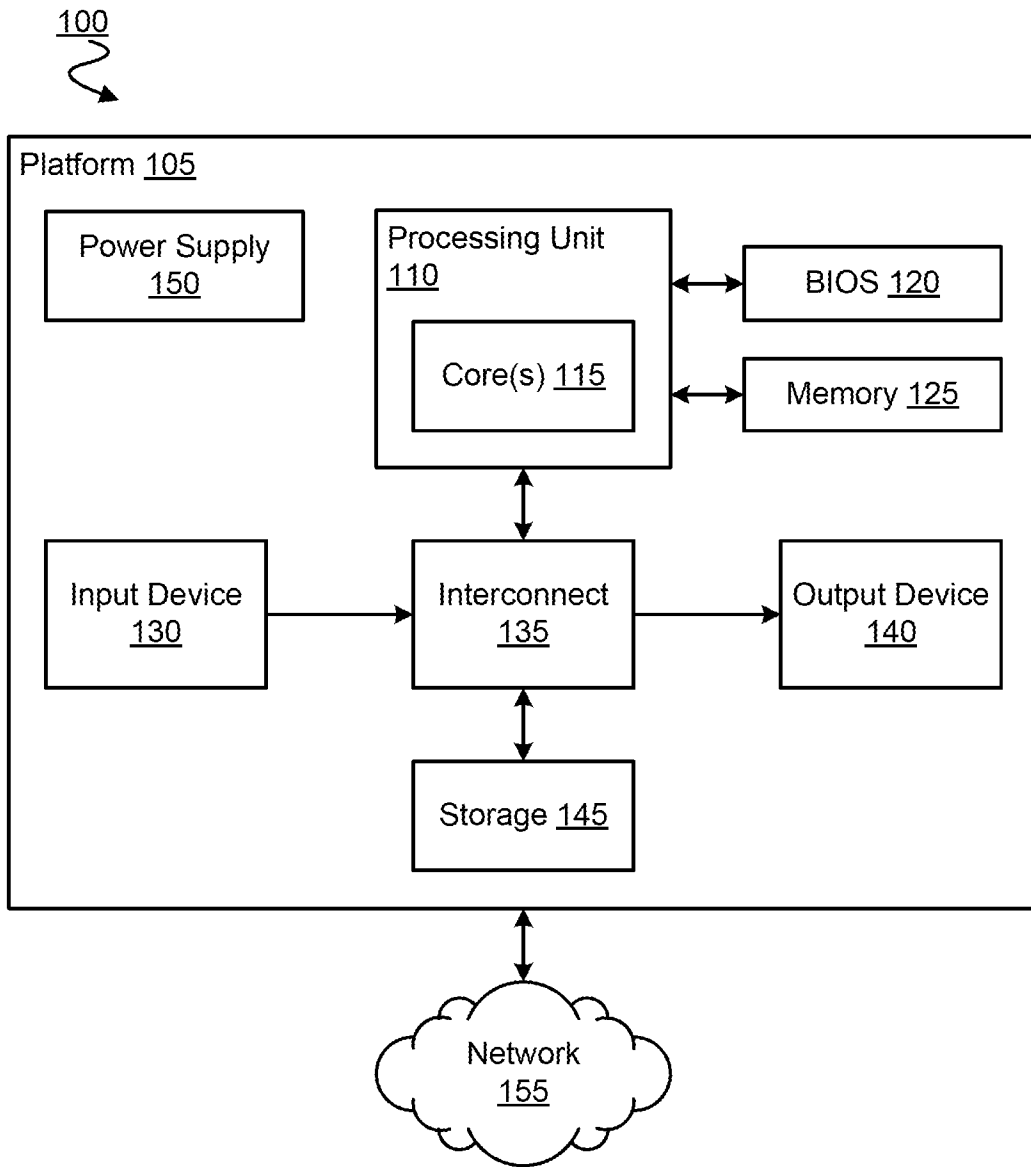 100
Platform 105
Power Supply
150
Processing Unit
110
Core(s) 115
BIOS 120
Memory 125
Input Device
130
Interconnect
135
Output Device
140
Storage 145
Network
155